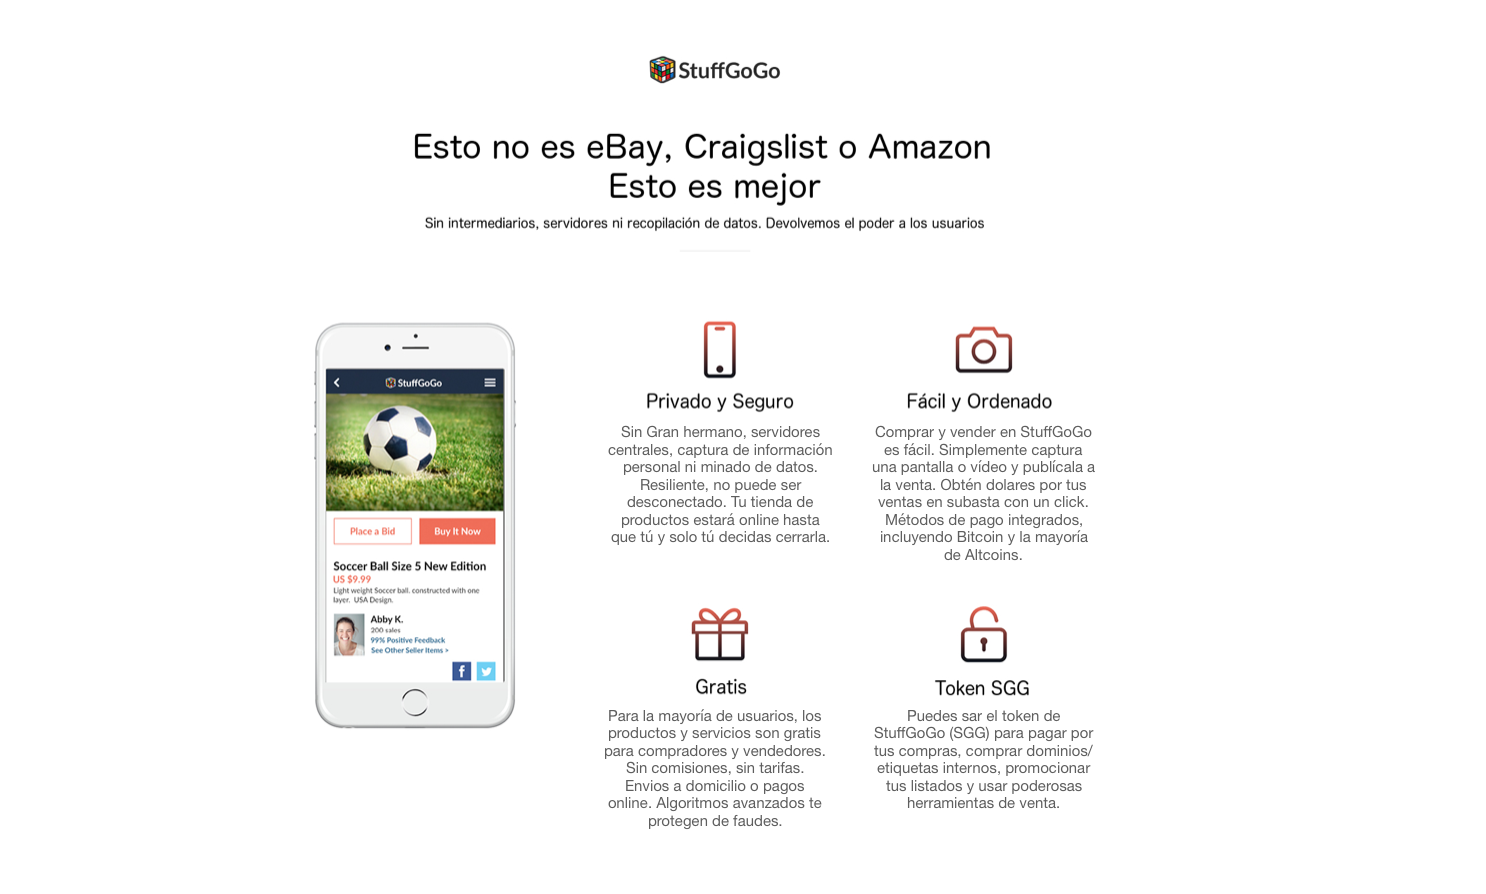 StuffGoGo
Esto no es eBay, Craigslist o Amazon
Esto es mejor
Sin intermediarios, servidores ni recopilación de datos. Devolvemos el poder a los usuarios
StuffGoGo
Place a Bid
Buy It Now
Soccer Ball Size 5 New Edition
US $9.99
Light weight Soccer ball. constructed with one
layer. USA Design.
Abby K.
200 sales
99% Positive Feedback
See Other Seller Items >
Privado y Seguro
Sin Gran hermano, servidores
centrales, captura de información
personal ni minado de datos.
Resiliente, no puede ser
desconectado. Tu tienda de
productos estará online hasta
que tú y solo tú decidas cerrarla.
Fácil y Ordenado
Comprar y vender en StuffGoGo
es fácil. Simplemente captura
una pantalla o vídeo y publícala a
la venta. Obtén dolares por tus
ventas en subasta con un click.
Métodos de pago integrados,
incluyendo Bitcoin y la mayoría
de Altcoins.
Gratis
Para la mayoría de usuarios, los
productos y servicios son gratis
para compradores y vendedores.
Sin comisiones, sin tarifas.
Envios a domicilio o pagos
online. Algoritmos avanzados te
protegen de faudes.
Token SGG
Puedes sar el token de
StuffGoGo (SGG) para pagar por
tus compras, comprar dominios/
etiquetas internos, promocionar
tus listados y usar poderosas
herramientas de venta.